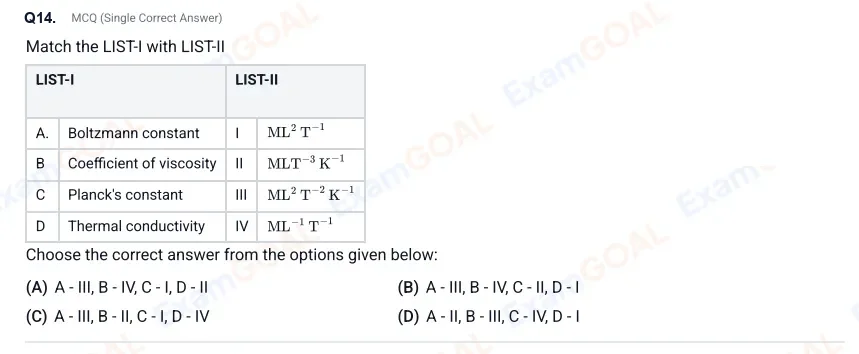 Q14. MCQ (Single Correct Answer)
Match the LIST-I with LIST-II
LIST-I LIST-II
A. Boltzmann constant I ML² T⁻¹
B Coefficient of viscosity II MLT⁻³ K⁻¹
C Planck's constant III ML² T⁻² K⁻¹
D Thermal conductivity IV ML⁻¹ T⁻¹
Choose the correct answer from the options given below:
(A) A - III, B - IV, C - I, D - II (B) A - III, B - IV, C - II, D - I
(C) A - III, B - II, C - I, D - IV (D) A - II, B - III, C - IV, D - I
ExamGOAL